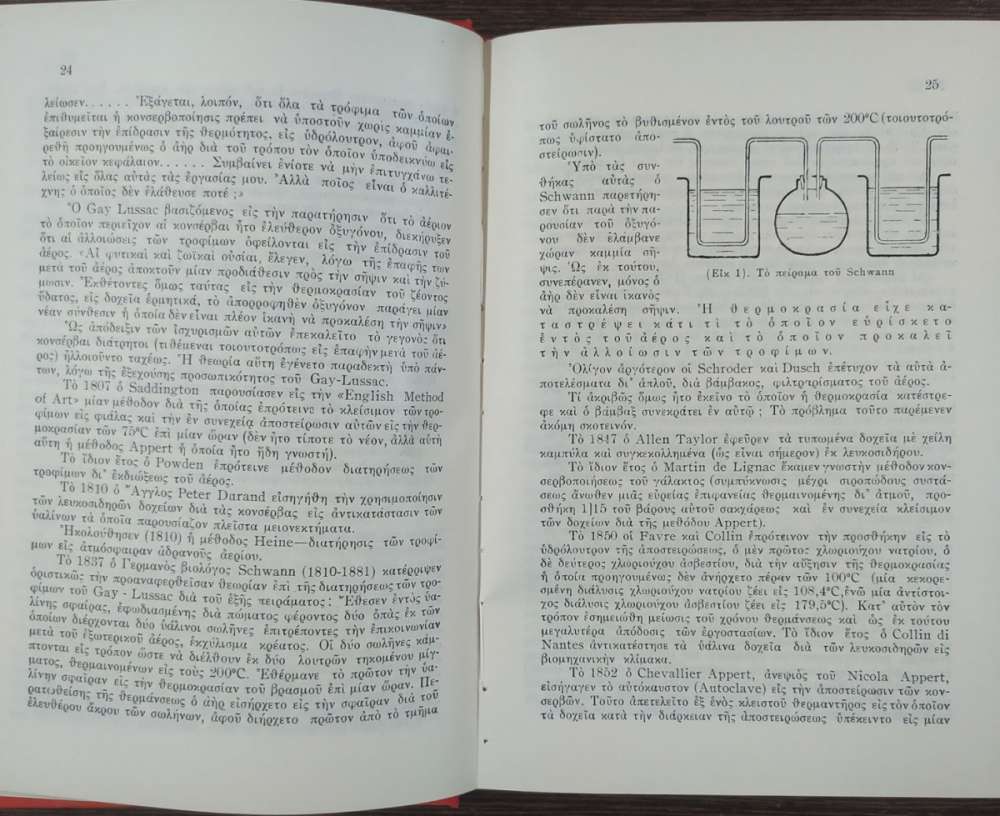 24
λείωσεν. . . . . . Ἐξάγεται, λοιπόν, ὅτι ὅλα τὰ τρόφιμα τῶν ὁποίων
ἐπιθυμεῖται ἡ κονσερβοποίησις πρέπει νὰ ὑποστοῦν χωρὶς καμμίαν ἐ-
ξαίρεσιν τὴν ἐπίδρασιν τῆς θερμότητος, εἰς ὑδρόλουτρον, ἀφοῦ ἀφαι-
ρεθῆ προηγουμένως ὁ ἀὴρ διὰ τοῦ τρόπου τὸν ὁποῖον ὑποδεικνύω εἰς
τὸ οἰκεῖον κεφάλαιον. . . . . . Συμβαίνει ἐνίοτε νὰ μὴν ἐπιτυγχάνω τε-
λείως εἰς ὅλας αὐτὰς τὰς ἐργασίας μου. Ἀλλὰ ποῖος εἶναι ὁ καλλιτέ-
χνης ὁ ὁποῖος δὲν ἐλάθευσε ποτέ ;»
Ὁ Gay Lussac βασιζόμενος εἰς τὴν παρατήρησιν ὅτι τὸ ἀέριον
τὸ ὁποῖον περιεῖχον αἱ κονσέρβαι ἦτο ἐλεύθερον ὀξυγόνου, διεκήρυξεν
ὅτι αἱ ἀλλοιώσεις τῶν τροφίμων ὀφείλονται εἰς τὴν ἐπίδρασιν τοῦ
ἀέρος. «Αἱ φυτικαὶ καὶ ζωϊκαὶ οὐσίαι, ἔλεγεν, λόγω τῆς ἐπαφῆς των
μετὰ τοῦ ἀέρος ἀποκτοῦν μίαν προδιάθεσιν πρὸς τὴν σῆψιν καὶ τὴν ζύ-
μωσιν. Ἐκθέτοντες ὅμως ταύτας εἰς τὴν θερμοκρασίαν τοῦ ζέοντος
ὕδατος, εἰς δοχεῖα ἑρμητικά, τὸ ἀπορροφηθὲν ὀξυγόνον παράγει μίαν
νέαν σύνθεσιν ἡ ὁποία δὲν εἶναι πλέον ἱκανὴ νὰ προκαλέση τὴν σῆψιν»
Ὡς ἀπόδειξιν τῶν ἰσχυρισμῶν αὐτῶν ἐπεκαλεῖτο τὸ γεγονὸς ὅτι
κονσέρβαι διάτρητοι (τιθέμεναι τοιουτοτρόπως εἰς ἐπαφὴν μετὰ τοῦ ἀέ-
ρος) ἠλλοιοῦντο ταχέως. Ἡ θεωρία αὕτη ἐγένετο παραδεκτὴ ὑπὸ πάν-
των, λόγω τῆς ἐξεχούσης προσωπικότητος τοῦ Gay-Lussac.
Τὸ 1807 ὁ Saddington παρουσίασεν εἰς τὴν «English Method
of Art» μίαν μέθοδον διὰ τῆς ὁποίας ἐπρότεινε τὸ κλείσιμον τῶν τρο-
φίμων εἰς φιάλας καὶ τὴν ἐν συνεχεία ἀποστείρωσιν αὐτῶν εἰς τὴν θερ-
μοκρασίαν τῶν 75°C ἐπὶ μίαν ὥραν (δὲν ἦτο τίποτε τὸ νέον, ἀλλὰ αὐτὴ
αὕτη ἡ μέθοδος Appert ἡ ὁποία ἦτο ἤδη γνωστή).
Τὸ ἴδιον ἔτος ὁ Powden ἐπρότεινε μέθοδον διατηρήσεως τῶν
τροφίμων δι' ἐκδιώξεως τοῦ ἀέρος.
Τὸ 1810 ὁ Ἄγγλος Peter Durand εἰσηγήθη τὴν χρησιμοποίησιν
τῶν λευκοσιδηρῶν δοχείων διὰ τὰς κονσέρβας εἰς ἀντικατάστασιν τῶν
ὑαλίνων τὰ ὁποῖα παρουσίαζον πλεῖστα μειονεκτήματα.
Ἠκολούθησεν (1810) ἡ μέθοδος Heine—διατήρησις τῶν τροφί-
μων εἰς ἀτμόσφαιραν ἀδρανοῦς ἀερίου.
Τὸ 1837 ὁ Γερμανὸς βιολόγος Schwann (1810-1881) κατέρριψεν
ὁριστικῶς τὴν προαναφερθεῖσαν θεωρίαν ἐπὶ τῆς διατηρήσεως τῶν τρο-
φίμων τοῦ Gay - Lussac διὰ τοῦ ἑξῆς πειράματος : Ἔθεσεν ἐντὸς ὑα-
λίνης σφαίρας, ἐφωδιασμένης διὰ πώματος φέροντος δύο ὀπὰς ἐκ τῶν
ὁποίων διέρχονται δύο ὑάλινοι σωλῆνες ἐπιτρέποντες τὴν ἐπικοινωνίαν
μετὰ τοῦ ἐξωτερικοῦ ἀέρος, ἐκχύλισμα κρέατος. Οἱ δύο σωλῆνες κάμ-
πτονται εἰς τρόπον ὥστε νὰ διέλθουν ἐκ δύο λουτρῶν τηκομένου μίγ-
ματος, θερμαινομένων εἰς τοὺς 200°C. Ἐθέρμανε τὸ πρῶτον τὴν ὑα-
λίνην σφαῖραν εἰς τὴν θερμοκρασίαν τοῦ βρασμοῦ ἐπὶ μίαν ὥραν. Πε-
ρατωθείσης τῆς θερμάνσεως ὁ ἀὴρ εἰσήρχετο εἰς τὴν σφαῖραν διὰ τοῦ
ἐλευθέρου ἄκρου τῶν σωλήνων, ἀφοῦ διήρχετο πρῶτον ἀπὸ τὸ τμῆμα
25
τοῦ σωλῆνος τὸ βυθισμένον ἐντὸς τοῦ λουτροῦ τῶν 200°C (τοιουτοτρό-
πως ὑφίστατο ἀπο-
στείρωσιν).
Ὑπὸ τὰς συν-
θήκας αὐτὰς ὁ
Schwann παρετήρη-
σεν ὅτι παρὰ τὴν πα-
ρουσίαν τοῦ ὀξυγό-
νου δὲν ἐλάμβανε
χώραν καμμία σῆ-
ψις. Ὡς ἐκ τούτου,
συνεπέρανεν, μόνος ὁ
ἀὴρ δὲν εἶναι ἱκανὸς
(Εἰκ 1). Τὸ πείραμα τοῦ Schwann
νὰ προκαλέση σῆψιν. Ἡ θερμοκρασία εἶχε κα-
ταστρέψει κάτι τὶ τὸ ὁποῖον εὑρίσκετο
ἐντὸς τοῦ ἀέρος καὶ τὸ ὁποῖον προκαλεῖ
τὴν ἀλλοίωσιν τῶν τροφίμων.
Ὀλίγον ἀργότερον οἱ Schroder καὶ Dusch ἐπέτυχον τὰ αὐτὰ ἀ-
ποτελέσματα δι' ἁπλοῦ, διὰ βάμβακος, φιλτραρίσματος τοῦ ἀέρος.
Τί ἀκριβῶς ὅμως ἦτο ἐκεῖνο τὸ ὁποῖον ἡ θερμοκρασία κατέστρε-
φε καὶ ὁ βάμβαξ συνεκράτει ἐν αὐτῷ ; Τὸ πρόβλημα τοῦτο παρέμενεν
ἀκόμη σκοτεινόν.
Τὸ 1847 ὁ Allen Taylor ἐφεῦρεν τὰ τυπωμένα δοχεῖα μὲ χείλη
καμπύλα καὶ συγκεκολλημένα (ὡς εἶναι σήμερον) ἐκ λευκοσιδήρου.
Τὸ ἴδιον ἔτος ὁ Martin de Lignac ἔκαμεν γνωστὴν μέθοδον κον-
σερβοποιήσεως τοῦ γάλακτος (συμπύκνωσις μέχρι σιροπώδους συστά-
σεως ἄνωθεν μιᾶς εὐρείας ἐπιφανείας θερμαινομένης δι' ἀτμοῦ, προ-
σθήκη 1]15 τοῦ βάρους αὐτοῦ σακχάρεως καὶ ἐν συνεχεία κλείσιμον
τῶν δοχείων διὰ τῆς μεθόδου Appert).
Τὸ 1850 οἱ Favre καὶ Collin ἐπρότεινον τὴν προσθήκην εἰς τὸ
ὑδρόλουτρον τῆς ἀποστειρώσεως, ὁ μὲν πρῶτος χλωριούχου νατρίου, ὁ
δὲ δεύτερος χλωριούχου ἀσβεστίου, διὰ τὴν αὔξησιν τῆς θερμοκρασίας
ἡ ὁποία προηγουμένως δὲν ἀνήρχετο πέραν τῶν 100°C (μία κεκορε-
σμένη διάλυσις χλωριούχου νατρίου ζέει εἰς 108,4°C, ἐνῶ μία ἀντίστοι-
χος διάλυσις χλωριούχου ἀσβεστίου ζέει εἰς 179,5°C). Κατ' αὐτὸν τὸν
τρόπον ἐσημειώθη μείωσις τοῦ χρόνου θερμάνσεως καὶ ὡς ἐκ τούτου
μεγαλυτέρα ἀπόδοσις τῶν ἐργοστασίων. Τὸ ἴδιον ἔτος ὁ Collin di
Nantes ἀντικατέστησε τὰ ὑάλινα δοχεῖα διὰ τῶν λευκοσιδηρῶν εἰς
βιομηχανικὴν κλίμακα.
Τὸ 1852 ὁ Chevallier Appert, ἀνεψιὸς τοῦ Nicola Appert,
εἰσήγαγεν τὸ αὐτόκαυστον (Autoclave) εἰς τὴν ἀποστείρωσιν τῶν κον-
σερβῶν. Τοῦτο ἀπετελεῖτο ἐξ ἑνὸς κλειστοῦ θερμαντῆρος εἰς τὸν ὁποῖον
τὰ δοχεῖα κατὰ τὴν διάρκειαν τῆς ἀποστειρώσεως ὑπέκειντο εἰς μίαν